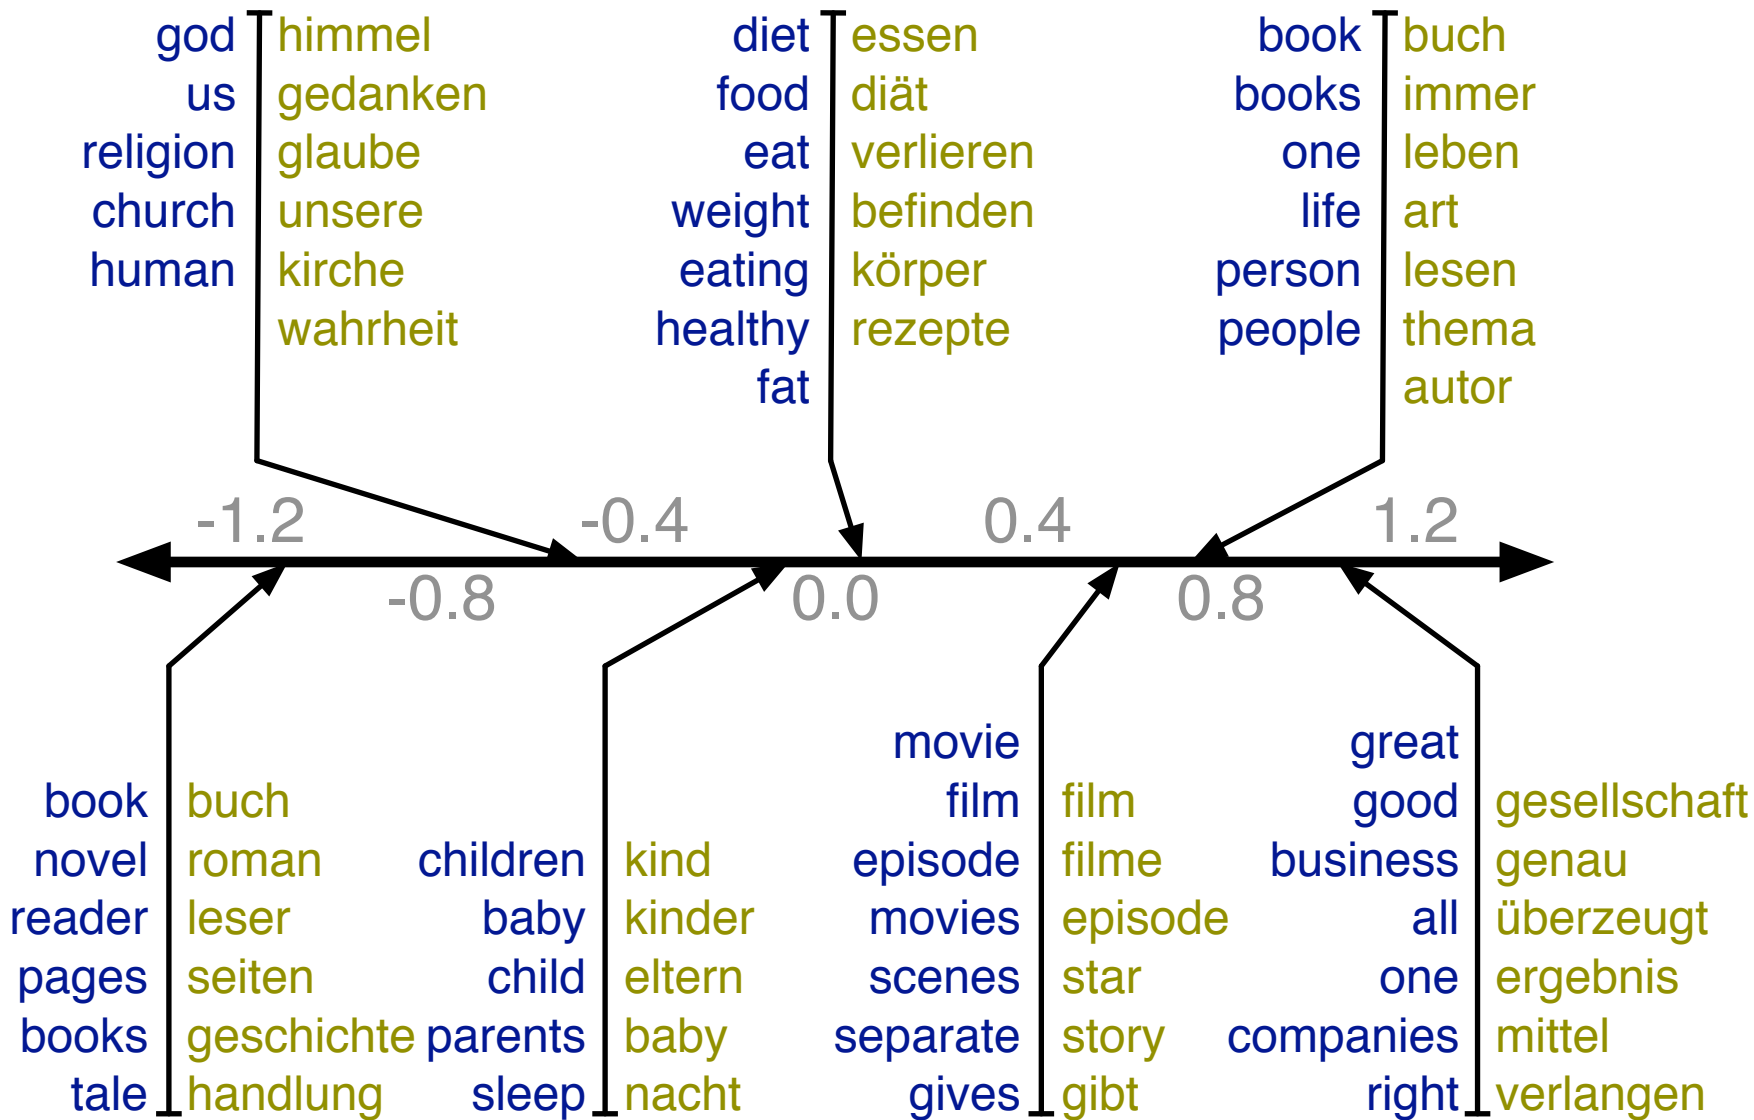 god himmel
us gedanken
religion glaube
church unsere
human kirche
wahrheit
diet essen
food diät
eat verlieren
weight befinden
eating körper
healthy rezepte
fat
book buch
books immer
one leben
life art
person lesen
people thema
autor
-1.2 -0.4 0.4 1.2
-0.8 0.0 0.8
book buch
novel roman
reader leser
pages seiten
books geschichte
tale handlung
children kind
baby kinder
child eltern
parents baby
sleep nacht
movie
film film
episode filme
movies episode
scenes star
separate story
gives gibt
great
good gesellschaft
business genau
all überzeugt
one ergebnis
companies mittel
right verlangen